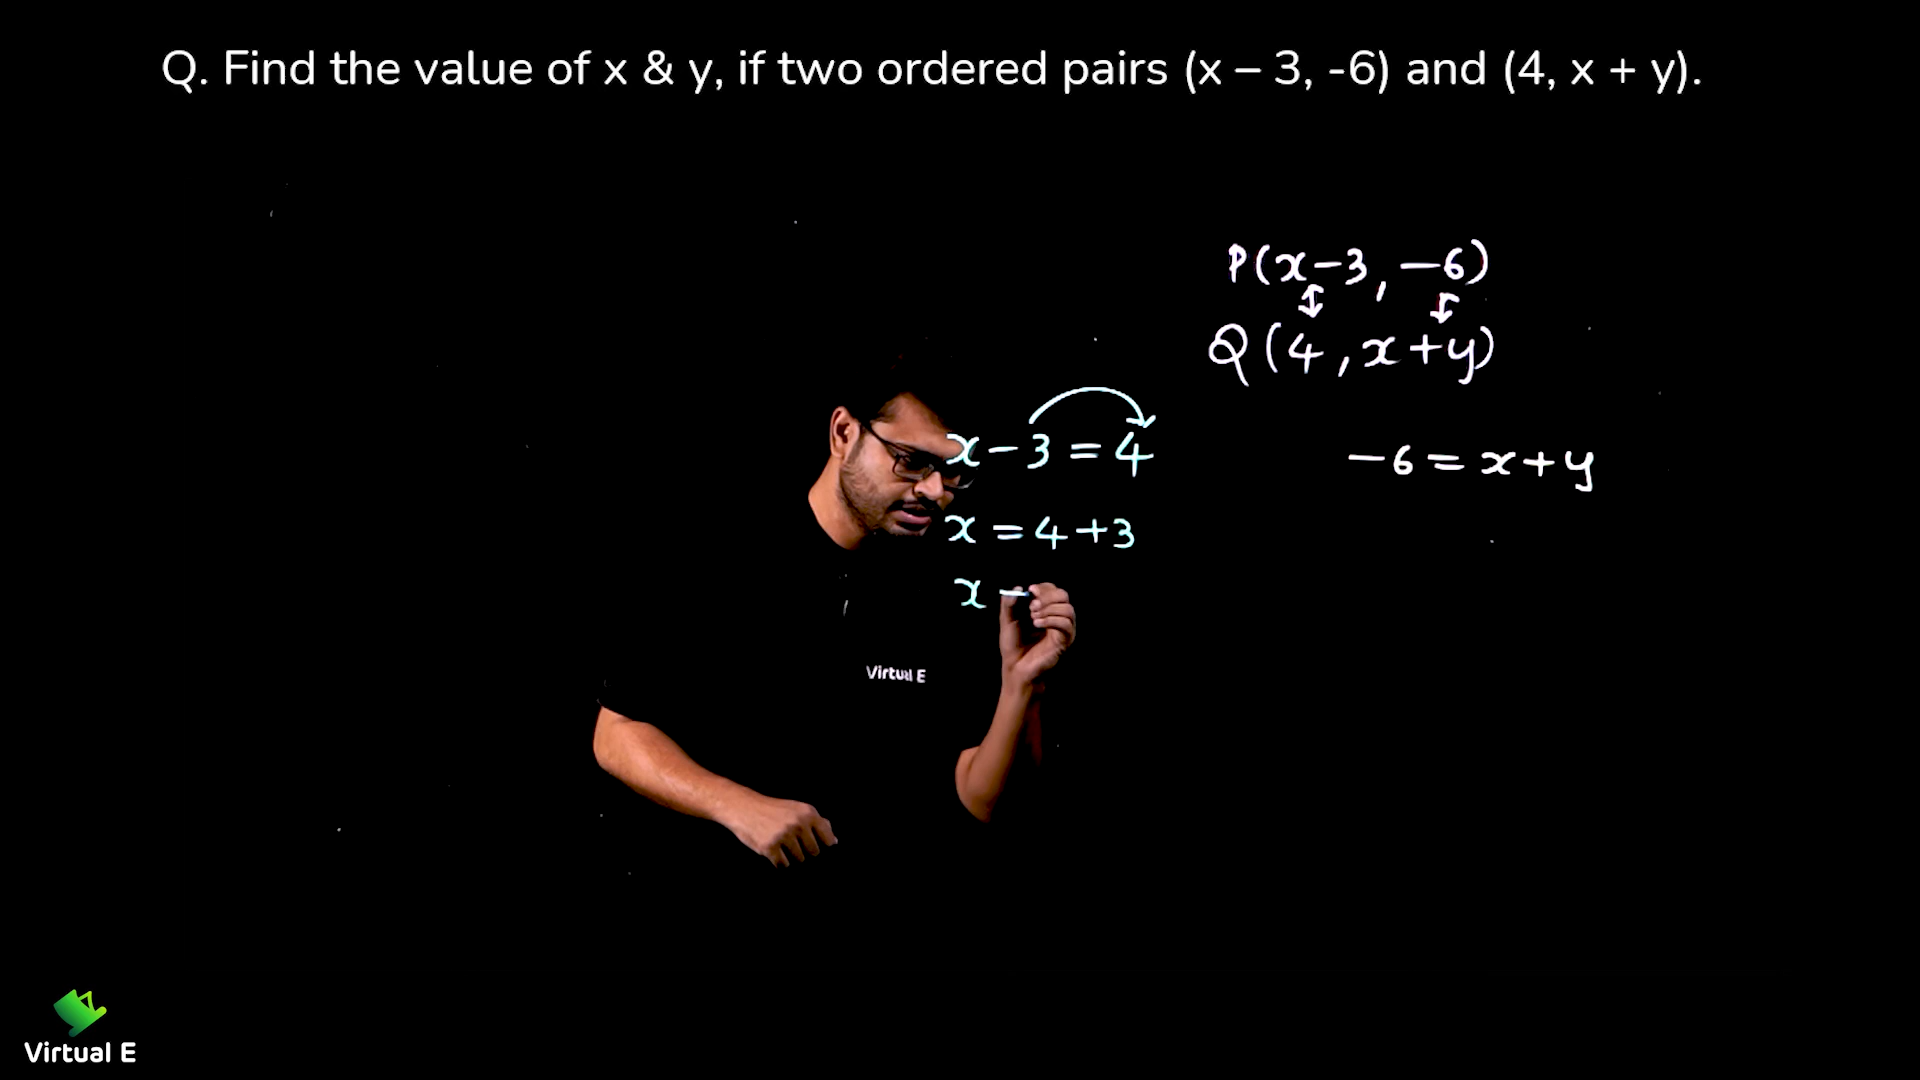 Q. Find the value of x & y, if two ordered pairs (x – 3, -6) and (4, x + y).
P(x-3, -6)
Q(4, x+y)
x-3=4
-6=x+y
x=4+3
x -
Virtual E
Virtual E